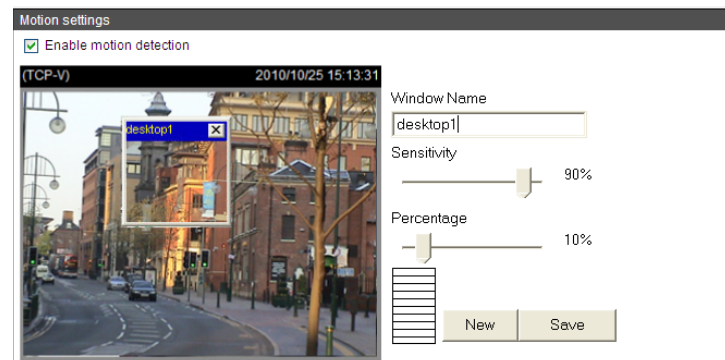 Motion settings
Enable motion detection
(TCP-V) 2010/10/25 15:13:31
desktop1
Window Name
desktop1
Sensitivity
90%
Percentage
10%
New Save